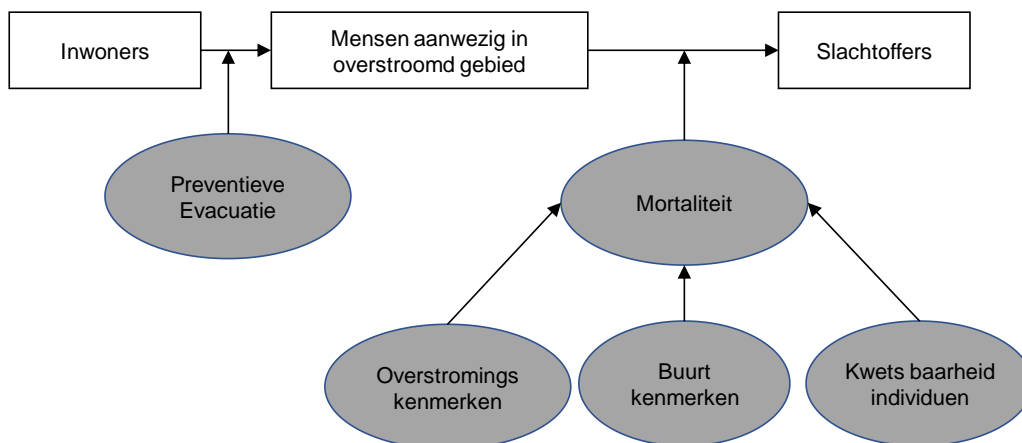 Inwoners
Mensen aanwezig in
overstroomd gebied
Slachtoffers
Preventieve
Evacuatie
Mortaliteit
Overstromings
kenmerken
Buurt
kenmerken
Kwets baarheid
individuen